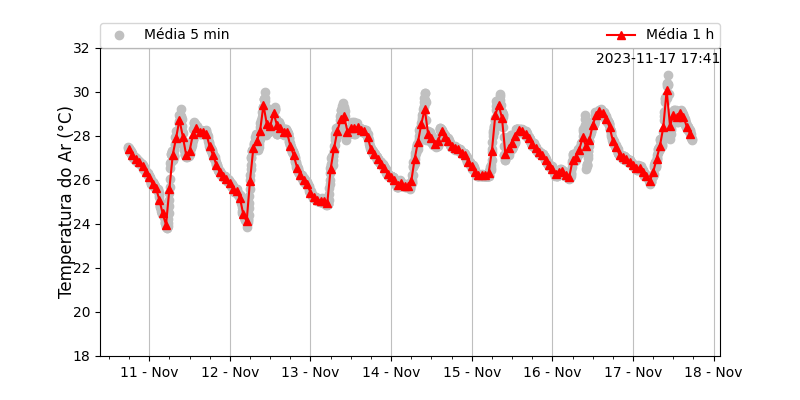 Média 5 min
Média 1 h
2023-11-17 17:41
Temperatura do Ar (°C)
32
30
28
26
24
22
20
18
11 - Nov
12 - Nov
13 - Nov
14 - Nov
15 - Nov
16 - Nov
17 - Nov
18 - Nov